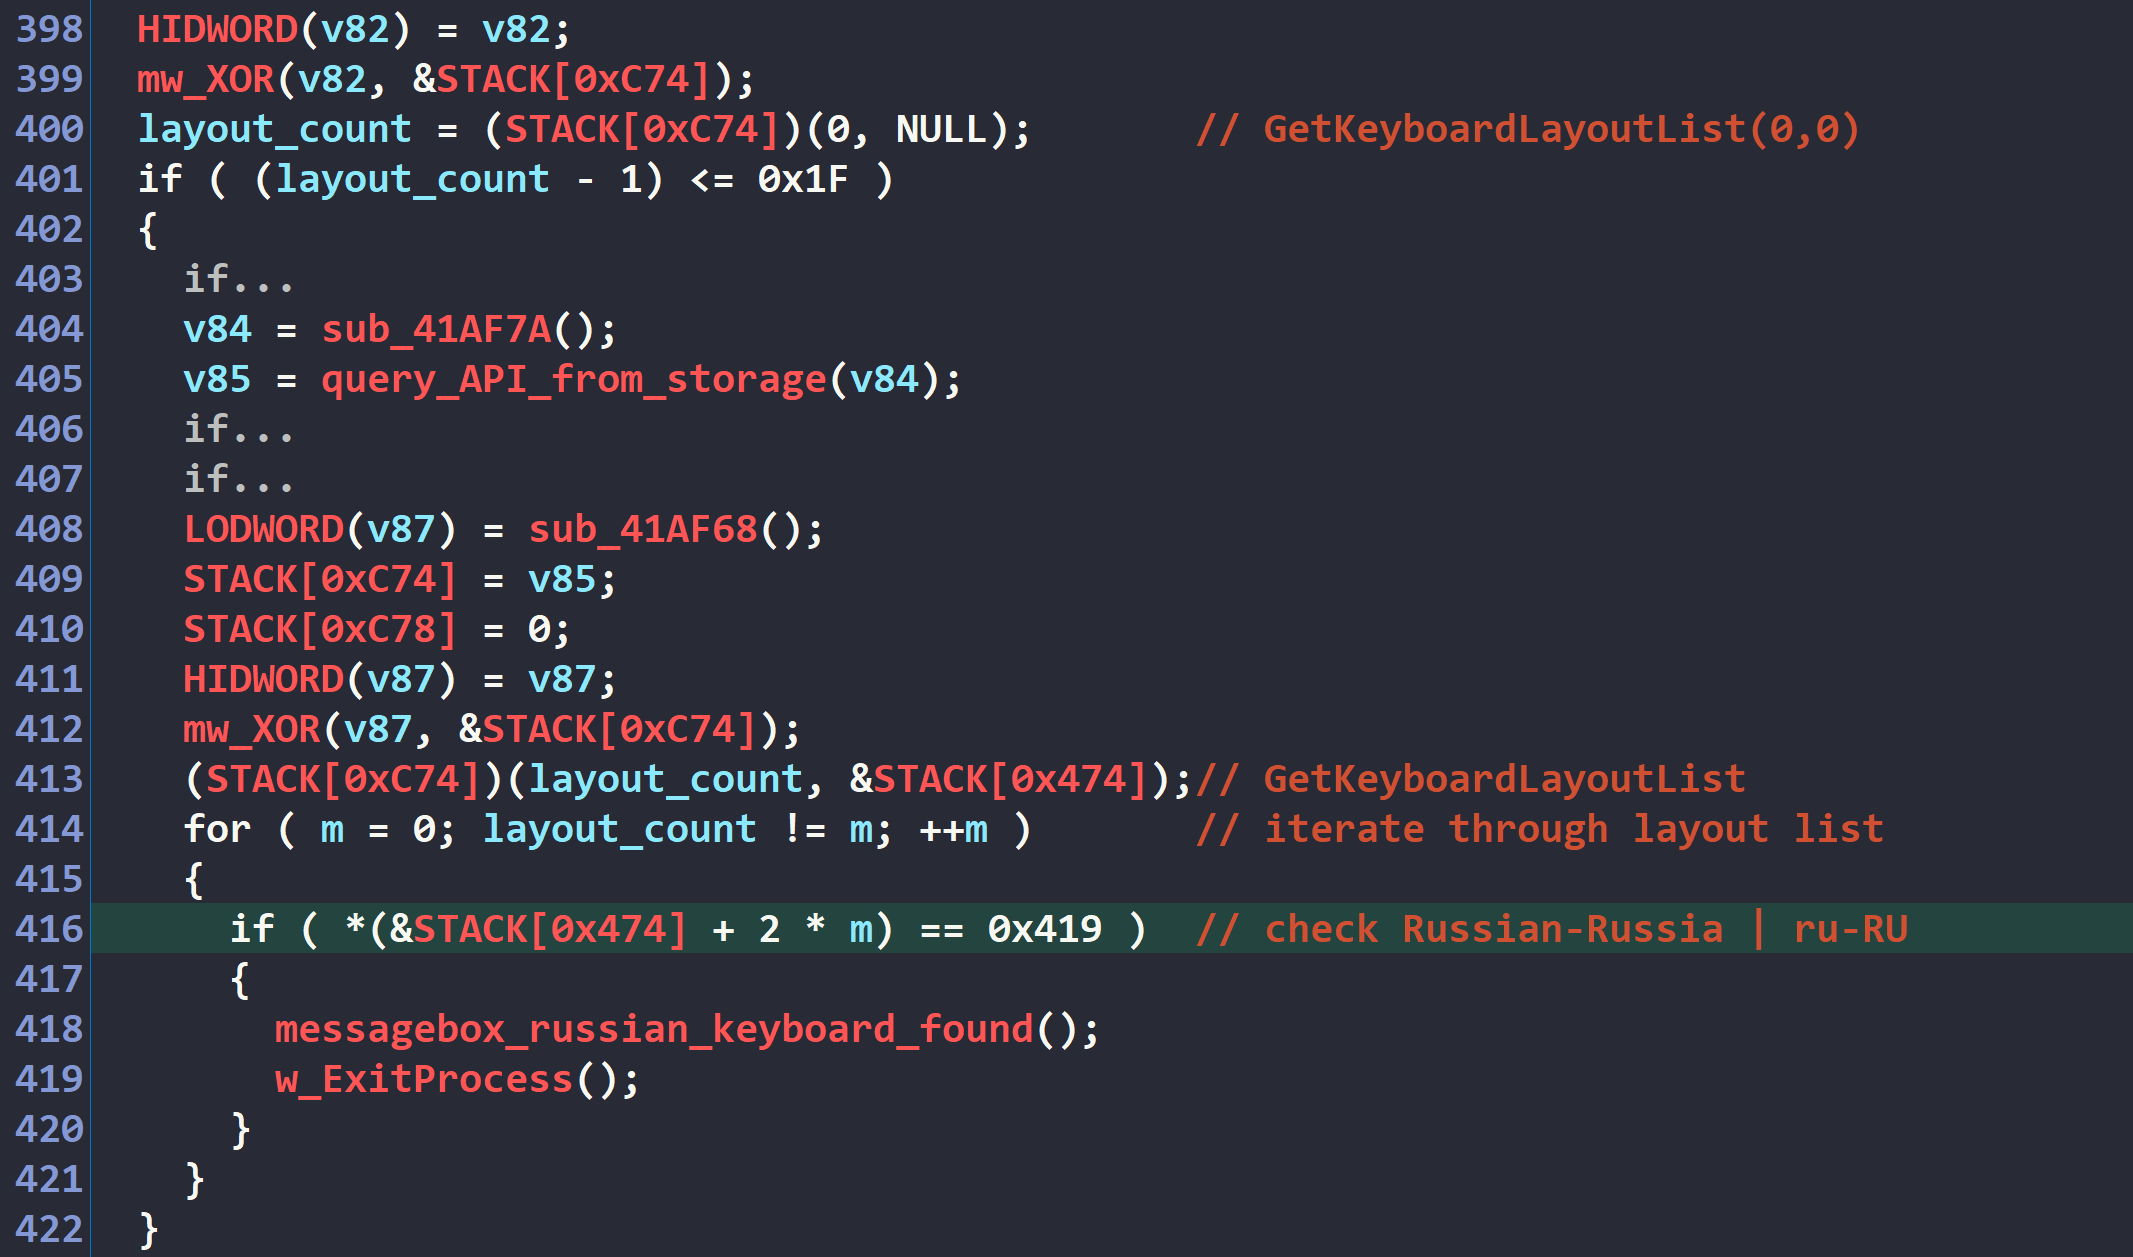 398 HIDWORD(v82) = v82;
399 mw_XOR(v82, &STACK[0xC74]);
400 layout_count = (STACK[0xC74])(0, NULL); // GetKeyboardLayoutList(0,0)
401 if ( (layout_count - 1) <= 0x1F )
402 {
403 if...
404 v84 = sub_41AF7A();
405 v85 = query_API_from_storage(v84);
406 if...
407 if...
408 LODWORD(v87) = sub_41AF68();
409 STACK[0xC74] = v85;
410 STACK[0xC78] = 0;
411 HIDWORD(v87) = v87;
412 mw_XOR(v87, &STACK[0xC74]);
413 (STACK[0xC74])(layout_count, &STACK[0x474]);// GetKeyboardLayoutList
414 for ( m = 0; layout_count != m; ++m ) // iterate through layout list
415 {
416 if ( *(&STACK[0x474] + 2 * m) == 0x419 ) // check Russian-Russia | ru-RU
417 {
418 messagebox_russian_keyboard_found();
419 w_ExitProcess();
420 }
421 }
422 }